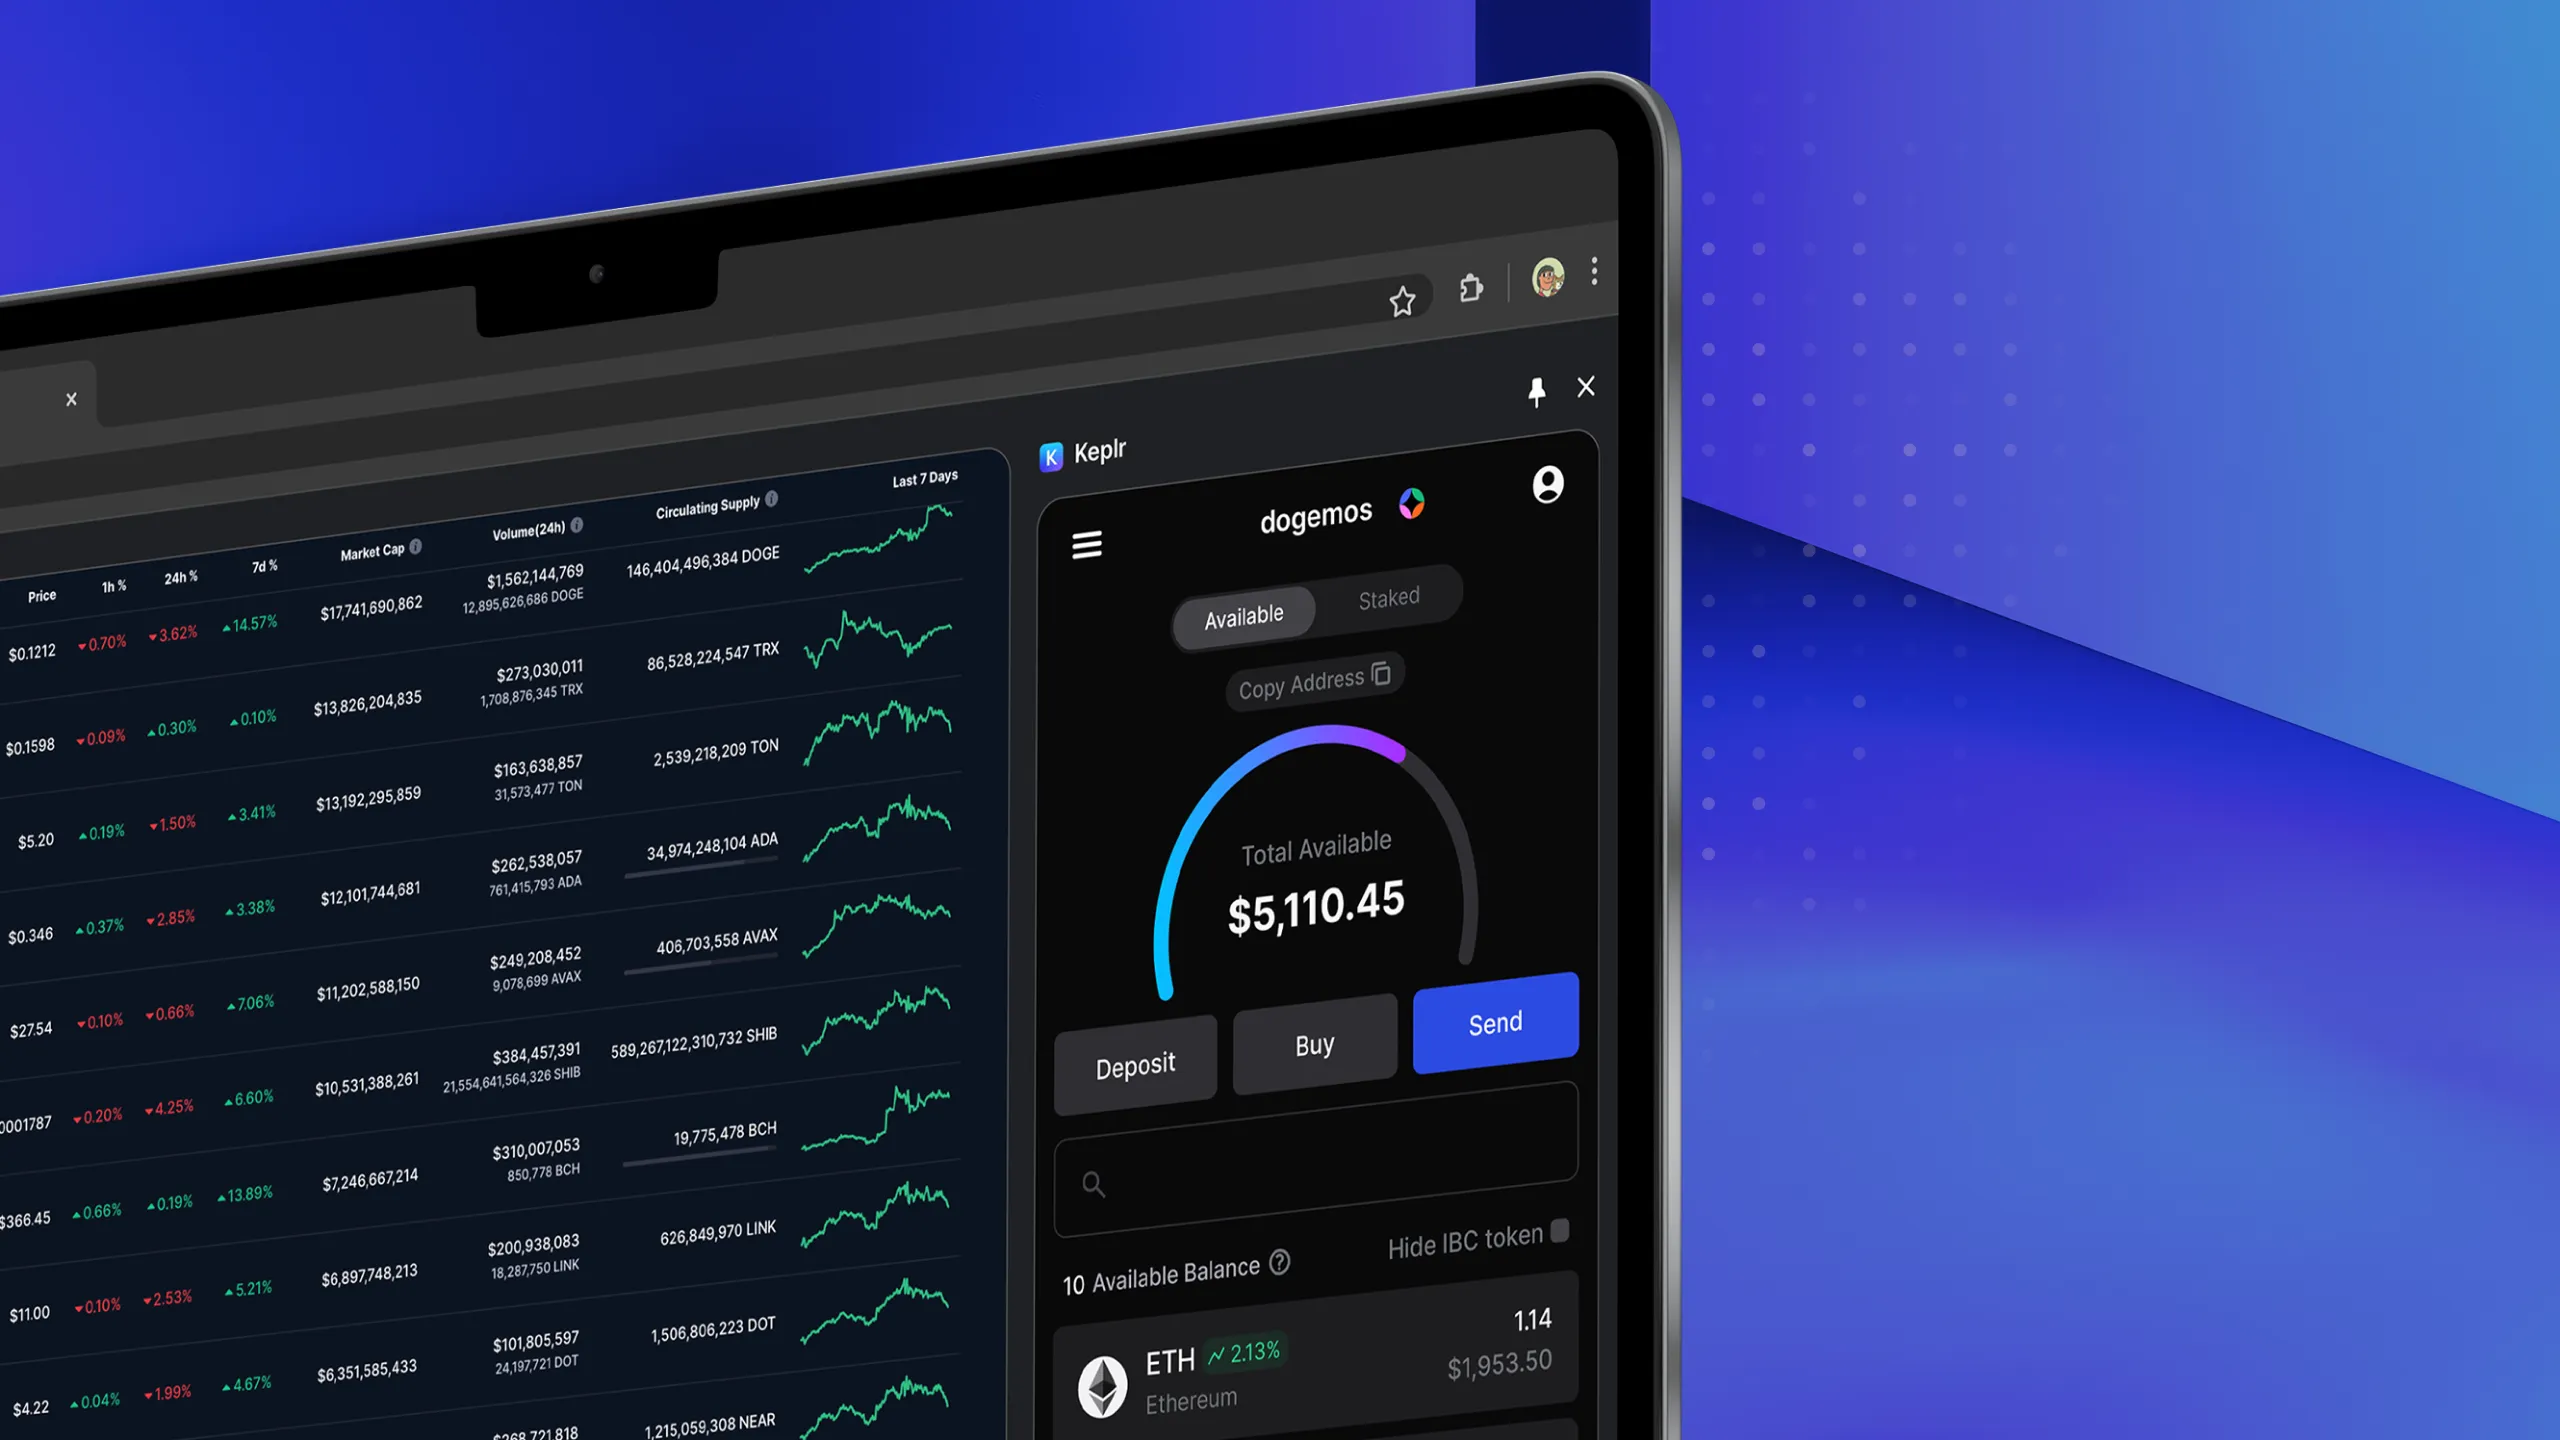 Price 1h % 24h % 7d % Market Cap Volume(24h) Circulating Supply Last 7 Days
$0.1212 0.70% 3.62% 14.57% $17,741,690,862 $1,562,144,769 146,404,496,384 DOGE
12,895,626,686 DOGE
$0.1598 0.09% 0.30% 0.10% $13,826,204,835 $273,030,011 86,528,224,547 TRX
1,708,876,345 TRX
$5.20 0.19% 1.50% 3.41% $13,192,295,859 $163,638,857 2,539,218,209 TON
31,573,477 TON
$0.346 0.37% 2.85% 3.38% $12,101,744,681 $262,538,057 34,974,248,104 ADA
761,415,793 ADA
$27.54 0.10% 0.66% 7.06% $11,202,588,150 $249,208,452 406,703,558 AVAX
9,078,699 AVAX
0001787 0.20% 4.25% 6.60% $10,531,388,261 $384,457,391 589,267,122,310,732 SHIB
21,554,641,564,326 SHIB
$366.45 0.66% 0.19% 13.89% $7,246,667,214 $310,007,053 19,775,478 BCH
850,778 BCH
$11.00 0.10% 2.53% 5.21% $6,897,748,213 $200,938,083 626,849,970 LINK
18,287,750 LINK
$4.22 0.04% 1.99% 4.67% $6,351,585,433 $101,805,597 1,506,806,223 DOT
24,197,721 DOT
$268,721,818 1,215,059,308 NEAR
K Keplr
dogemos
Available Staked
Copy Address
Total Available
$5,110.45
Deposit Buy Send
10 Available Balance Hide IBC token
ETH 2.13% 1.14
Ethereum $1,953.50